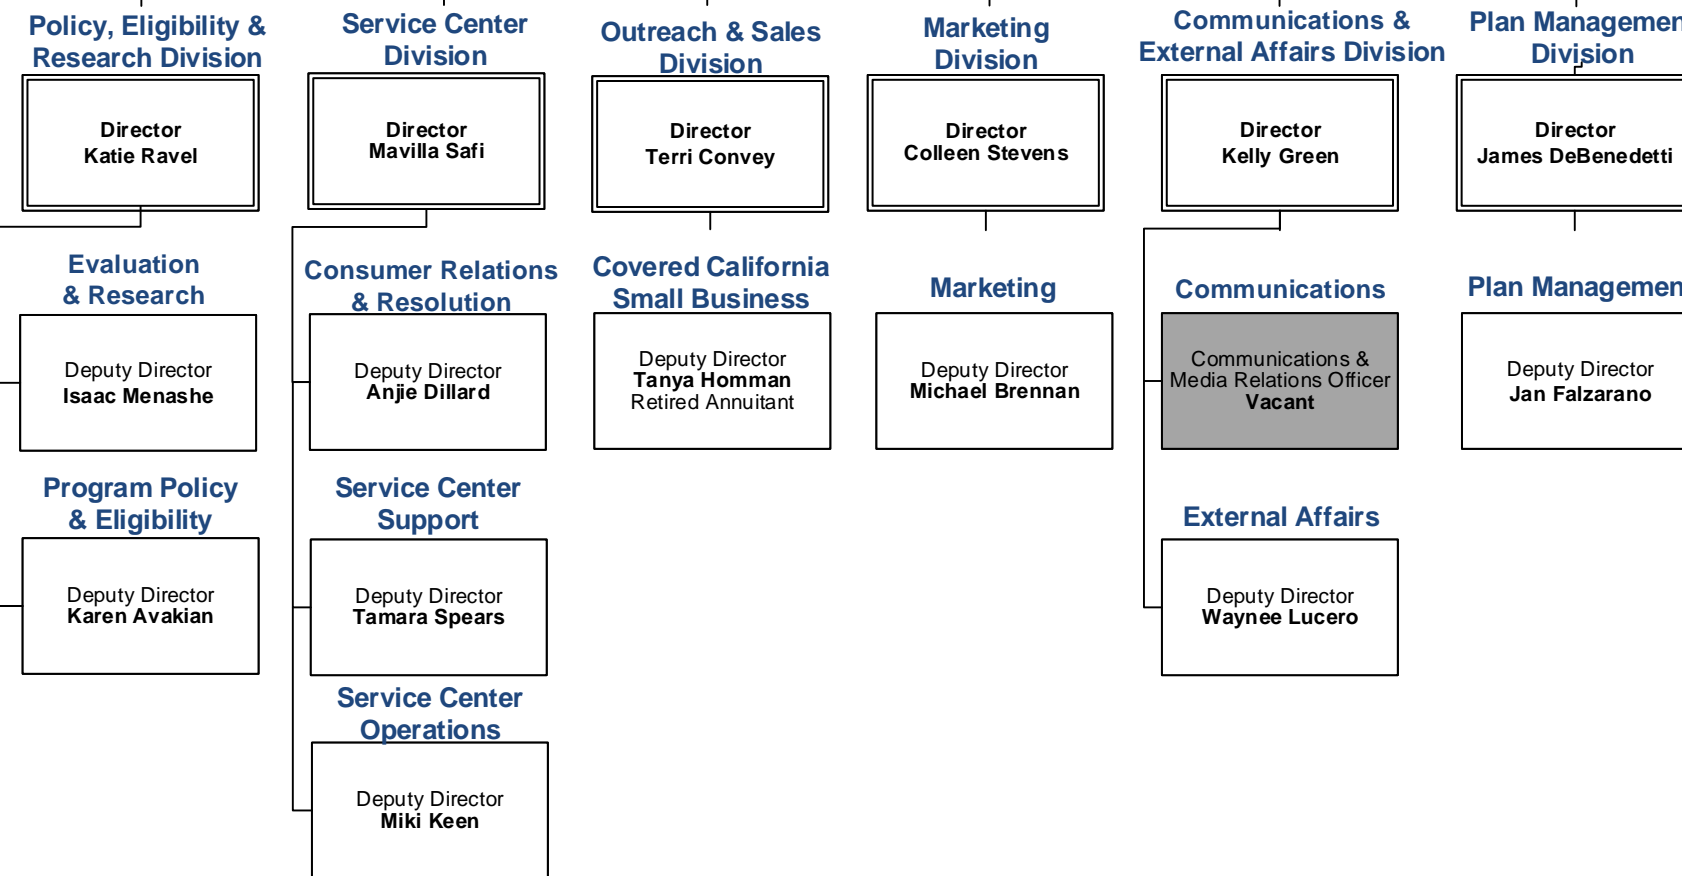 Policy, Eligibility &
Research Division
Director
Katie Ravel
Evaluation
& Research
Deputy Director
Isaac Menashe
Program Policy
& Eligibility
Deputy Director
Karen Avakian
Service Center
Division
Director
Mavilla Safi
Consumer Relations
& Resolution
Deputy Director
Anjie Dillard
Service Center
Support
Deputy Director
Tamara Spears
Service Center
Operations
Deputy Director
Miki Keen
Outreach & Sales
Division
Director
Terri Convey
Covered California
Small Business
Deputy Director
Tanya Homman
Retired Annuitant
Marketing
Division
Director
Colleen Stevens
Marketing
Deputy Director
Michael Brennan
Communications &
External Affairs Division
Director
Kelly Green
Communications
Communications &
Media Relations Officer
Vacant
External Affairs
Deputy Director
Waynee Lucero
Plan Managemen
Division
Director
James DeBenedetti
Plan Managemen
Deputy Director
Jan Falzarano